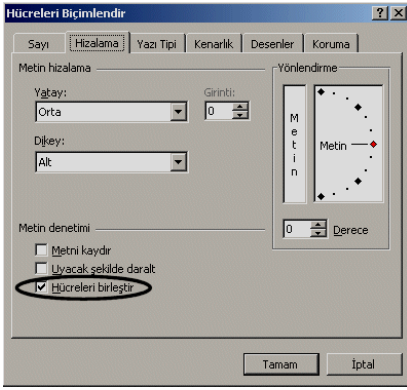 Hücreleri Biçimlendir
Sayı Hizalama Yazı Tipi Kenarlık Desenler Koruma
Metin hizalama
Yatay:
Girinti:
Orta
0
Dikey:
Alt
Yönlendirme
M
e
t
i
n
Metin
0 Derece
Metin denetimi
Metni kaydır
Uyacak şekilde daralt
Hücreleri birleştir
Tamam İptal